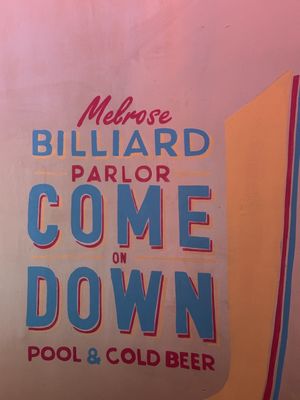 Melrose
BILLIARD
PARLOR
COME
ON
DOWN
POOL & COLD BEER